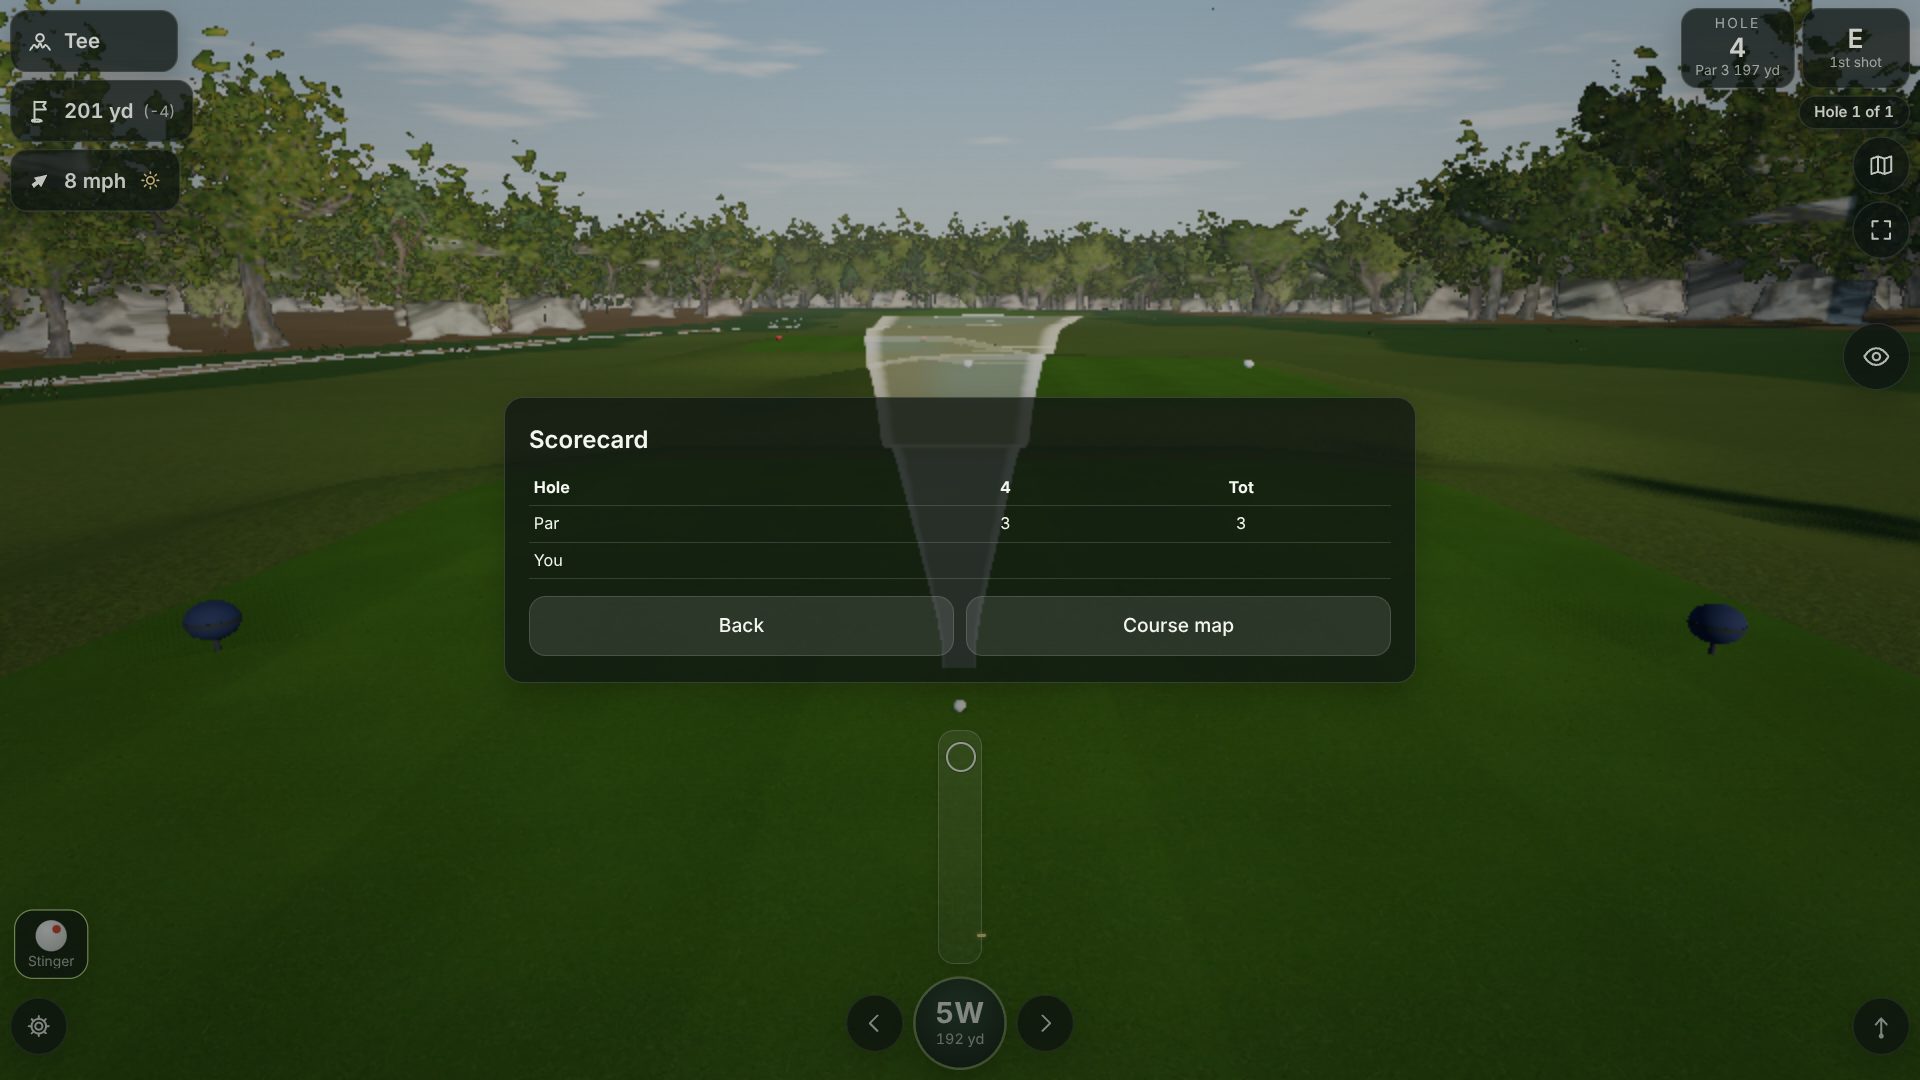 Tee
201 yd (-4)
8 mph
HOLE
4
Par 3 197 yd
E
1st shot
Hole 1 of 1
Scorecard
Hole 4 Tot
Par 3 3
You
Back Course map
Stinger
5W
192 yd